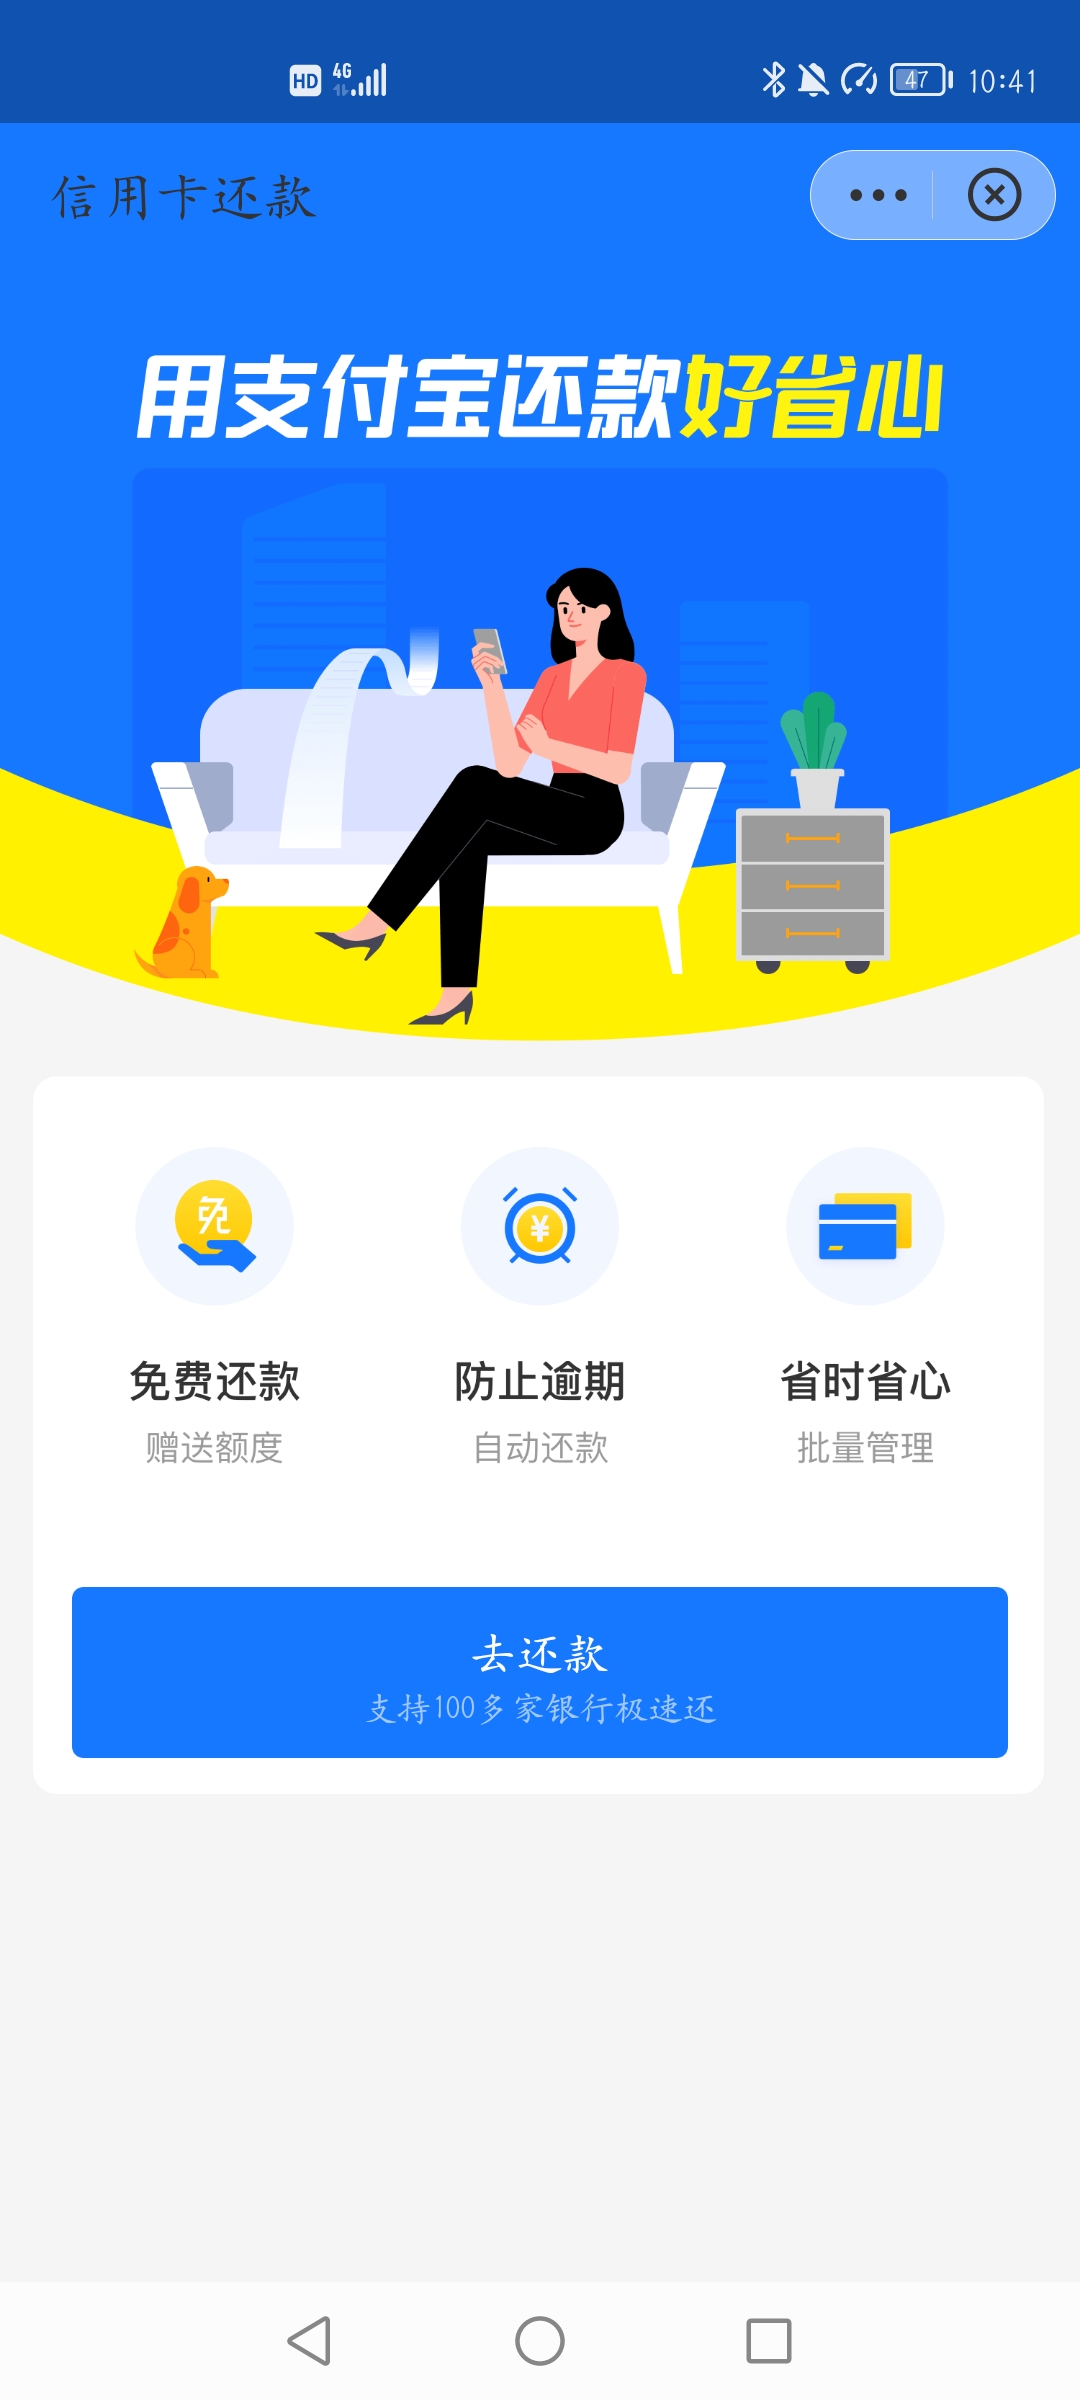 HD 4G 47 10:41
信用卡还款
用支付宝还款好省心
免 ¥
免费还款 防止逾期 省时省心
赠送额度 自动还款 批量管理
去还款
支持100多家银行极速还